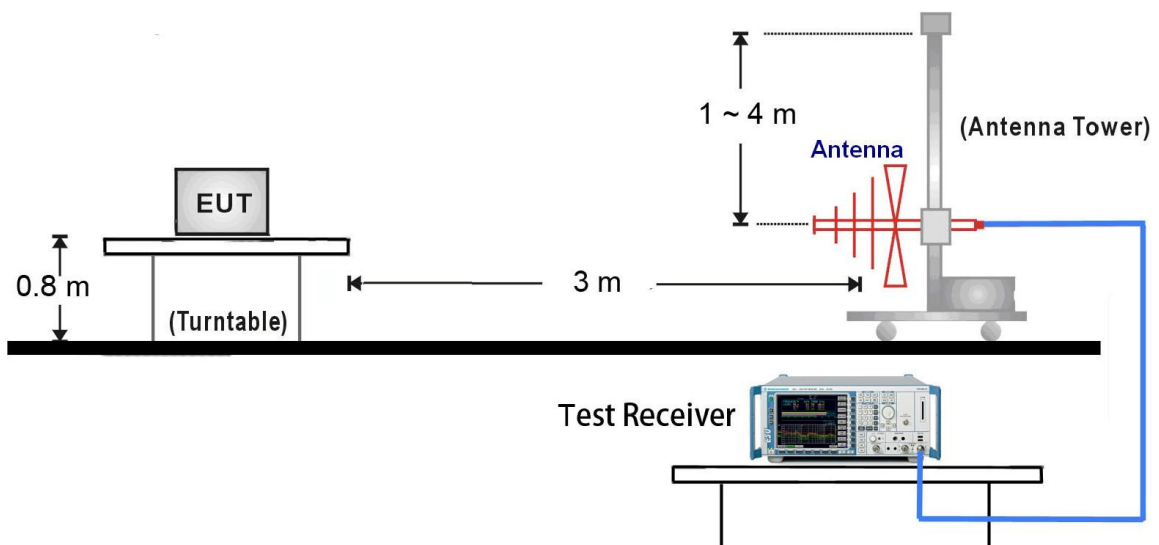 1 ~ 4 m
(Antenna Tower)
Antenna
EUT
0.8 m
3 m
(Turntable)
Test Receiver